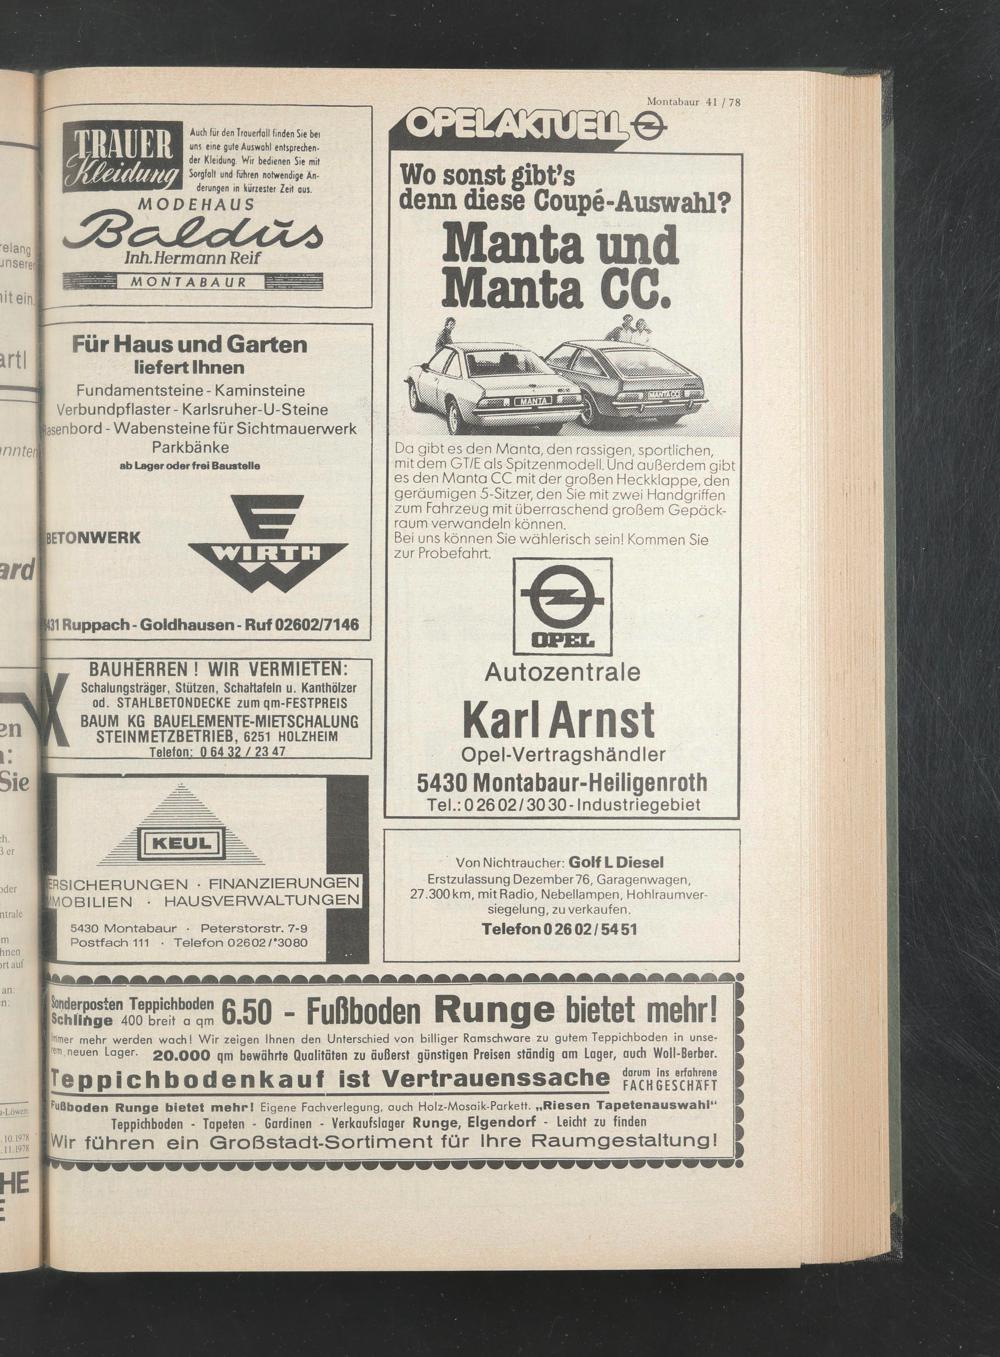 Montabaur 41/78
TRAUER
Kleidung
Auch für den Trauerfall finden Sie bei
uns eine gute Auswahl entsprechen-
der Kleidung. Wir bedienen Sie mit
Sorgfalt und führen notwendige Än-
derungen in kürzester Zeit aus.
MODEHAUS
Baldus
Inh. Hermann Reif
MONTABAUR
Für Haus und Garten
liefert Ihnen
Fundamentsteine - Kaminsteine
Verbundpflaster - Karlsruher-U-Steine
asenbord - Wabensteine für Sichtmauerwerk
Parkbänke
ab Lager oder frei Baustelle
BETONWERK
WIRTH
431 Ruppach - Goldhausen - Ruf 02602/7146
BAUHERREN ! WIR VERMIETEN:
Schalungsträger, Stützen, Schaltafeln u. Kanthölzer
od. STAHLBETONDECKE zum qm-FESTPREIS
BAUM KG BAUELEMENTE-MIETSCHALUNG
STEINMETZBETRIEB, 6251 HOLZHEIM
Telefon: 0 64 32 / 23 47
KEUL
ERSICHERUNGEN · FINANZIERUNGEN
MOBILIEN · HAUSVERWALTUNGEN
5430 Montabaur · Peterstorstr. 7-9
Postfach 111 · Telefon 02602/*3080
OPEL AKTUELL
Wo sonst gibt's
denn diese Coupé-Auswahl?
Manta und
Manta CC.
MANTA
MANTA CC
Da gibt es den Manta, den rassigen, sportlichen,
mit dem GT/E als Spitzenmodell. Und außerdem gibt
es den Manta CC mit der großen Heckklappe, den
geräumigen 5-Sitzer, den Sie mit zwei Handgriffen
zum Fahrzeug mit überraschend großem Gepäck-
raum verwandeln können.
Bei uns können Sie wählerisch sein! Kommen Sie
zur Probefahrt.
OPEL
Autozentrale
Karl Arnst
Opel-Vertragshändler
5430 Montabaur-Heiligenroth
Tel.: 0 26 02 / 30 30 - Industriegebiet
Von Nichtraucher: Golf L Diesel
Erstzulassung Dezember 76, Garagenwagen,
27.300 km, mit Radio, Nebellampen, Hohlraumver-
siegelung, zu verkaufen.
Telefon 0 26 02 / 54 51
Sonderposten Teppichboden
Schlinge 400 breit a qm 6.50 - Fußboden Runge bietet mehr!
Immer mehr werden wach! Wir zeigen Ihnen den Unterschied von billiger Ramschware zu gutem Teppichboden in unse-
rem neuen Lager. 20.000 qm bewährte Qualitäten zu äußerst günstigen Preisen ständig am Lager, auch Woll-Berber.
Teppichbodenkauf ist Vertrauenssache darum ins erfahrene
FACHGESCHÄFT
Fußboden Runge bietet mehr! Eigene Fachverlegung, auch Holz-Mosaik-Parkett. „Riesen Tapetenauswahl"
Teppichboden - Tapeten - Gardinen - Verkaufslager Runge, Elgendorf - Leicht zu finden
Wir führen ein Großstadt-Sortiment für Ihre Raumgestaltung!